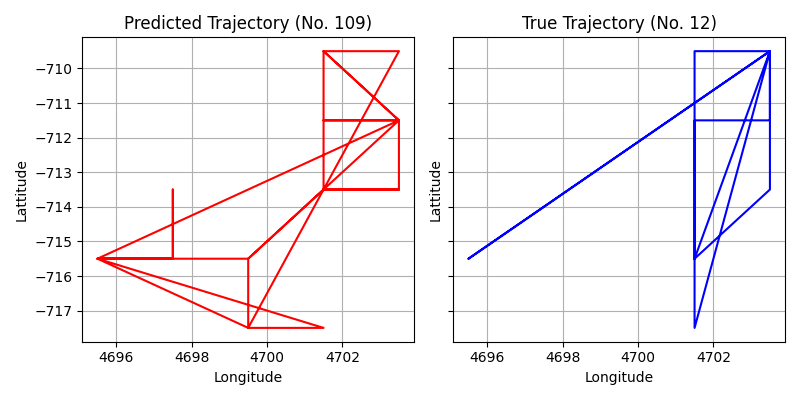 Predicted Trajectory (No. 109)
True Trajectory (No. 12)
Lattitude
−710
−711
−712
−713
−714
−715
−716
−717
4696
4698
4700
4702
Longitude
Lattitude
4696
4698
4700
4702
Longitude